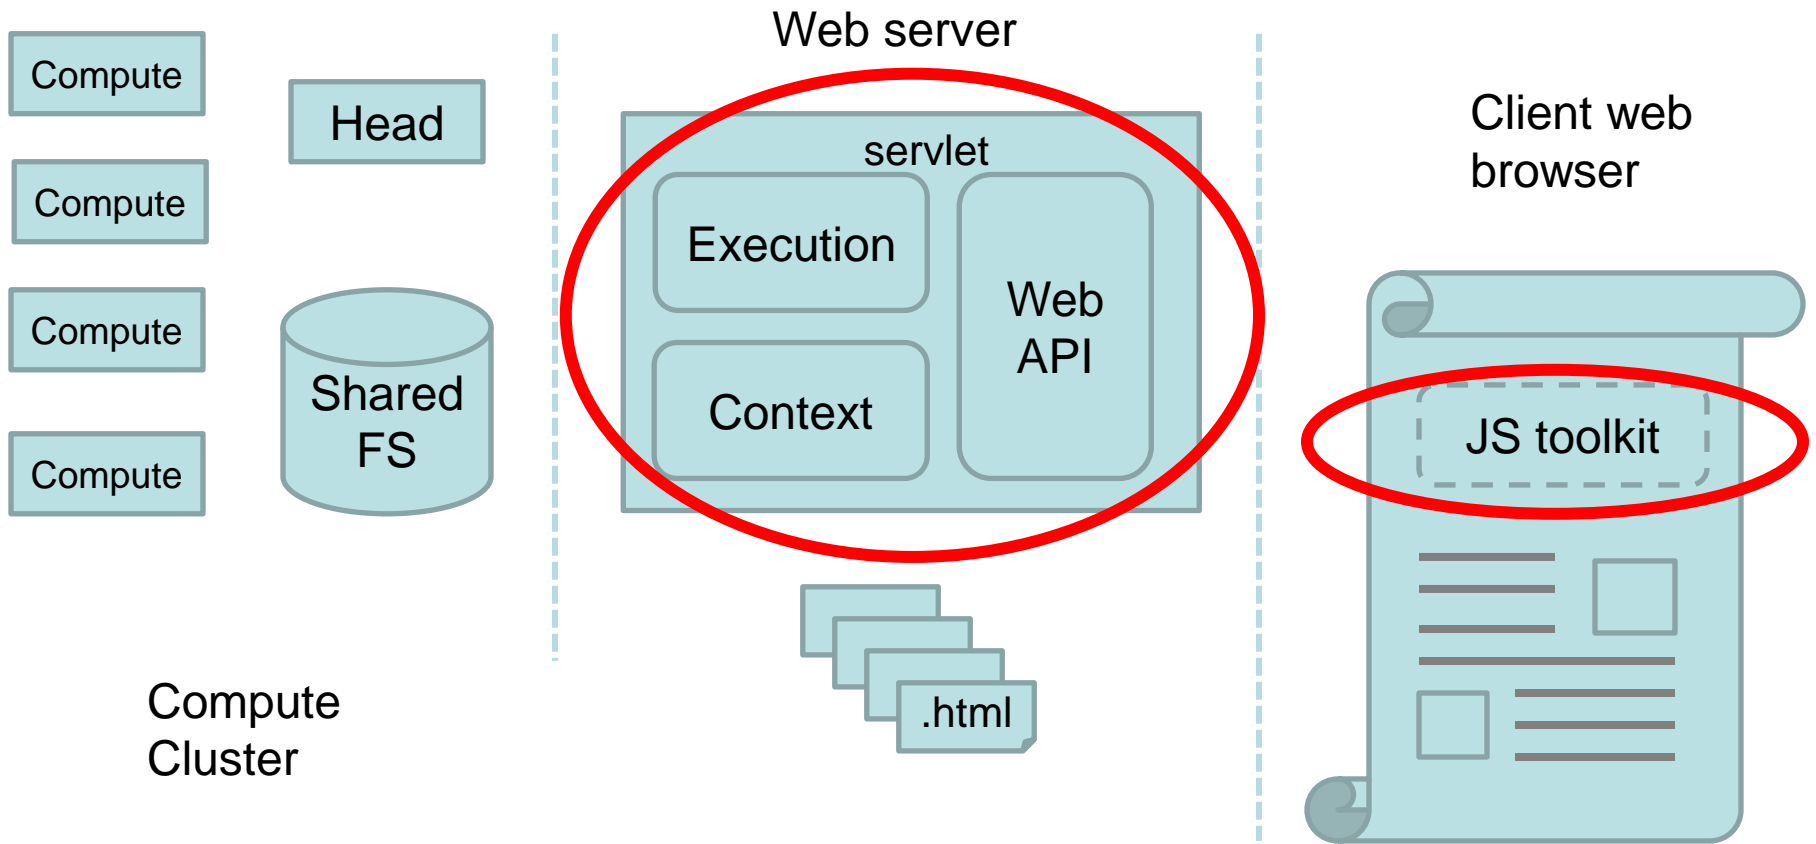 Compute
Compute
Compute
Compute
Head
Shared
FS
Compute
Cluster
Web server
servlet
Execution
Context
Web
API
.html
Client web
browser
JS toolkit